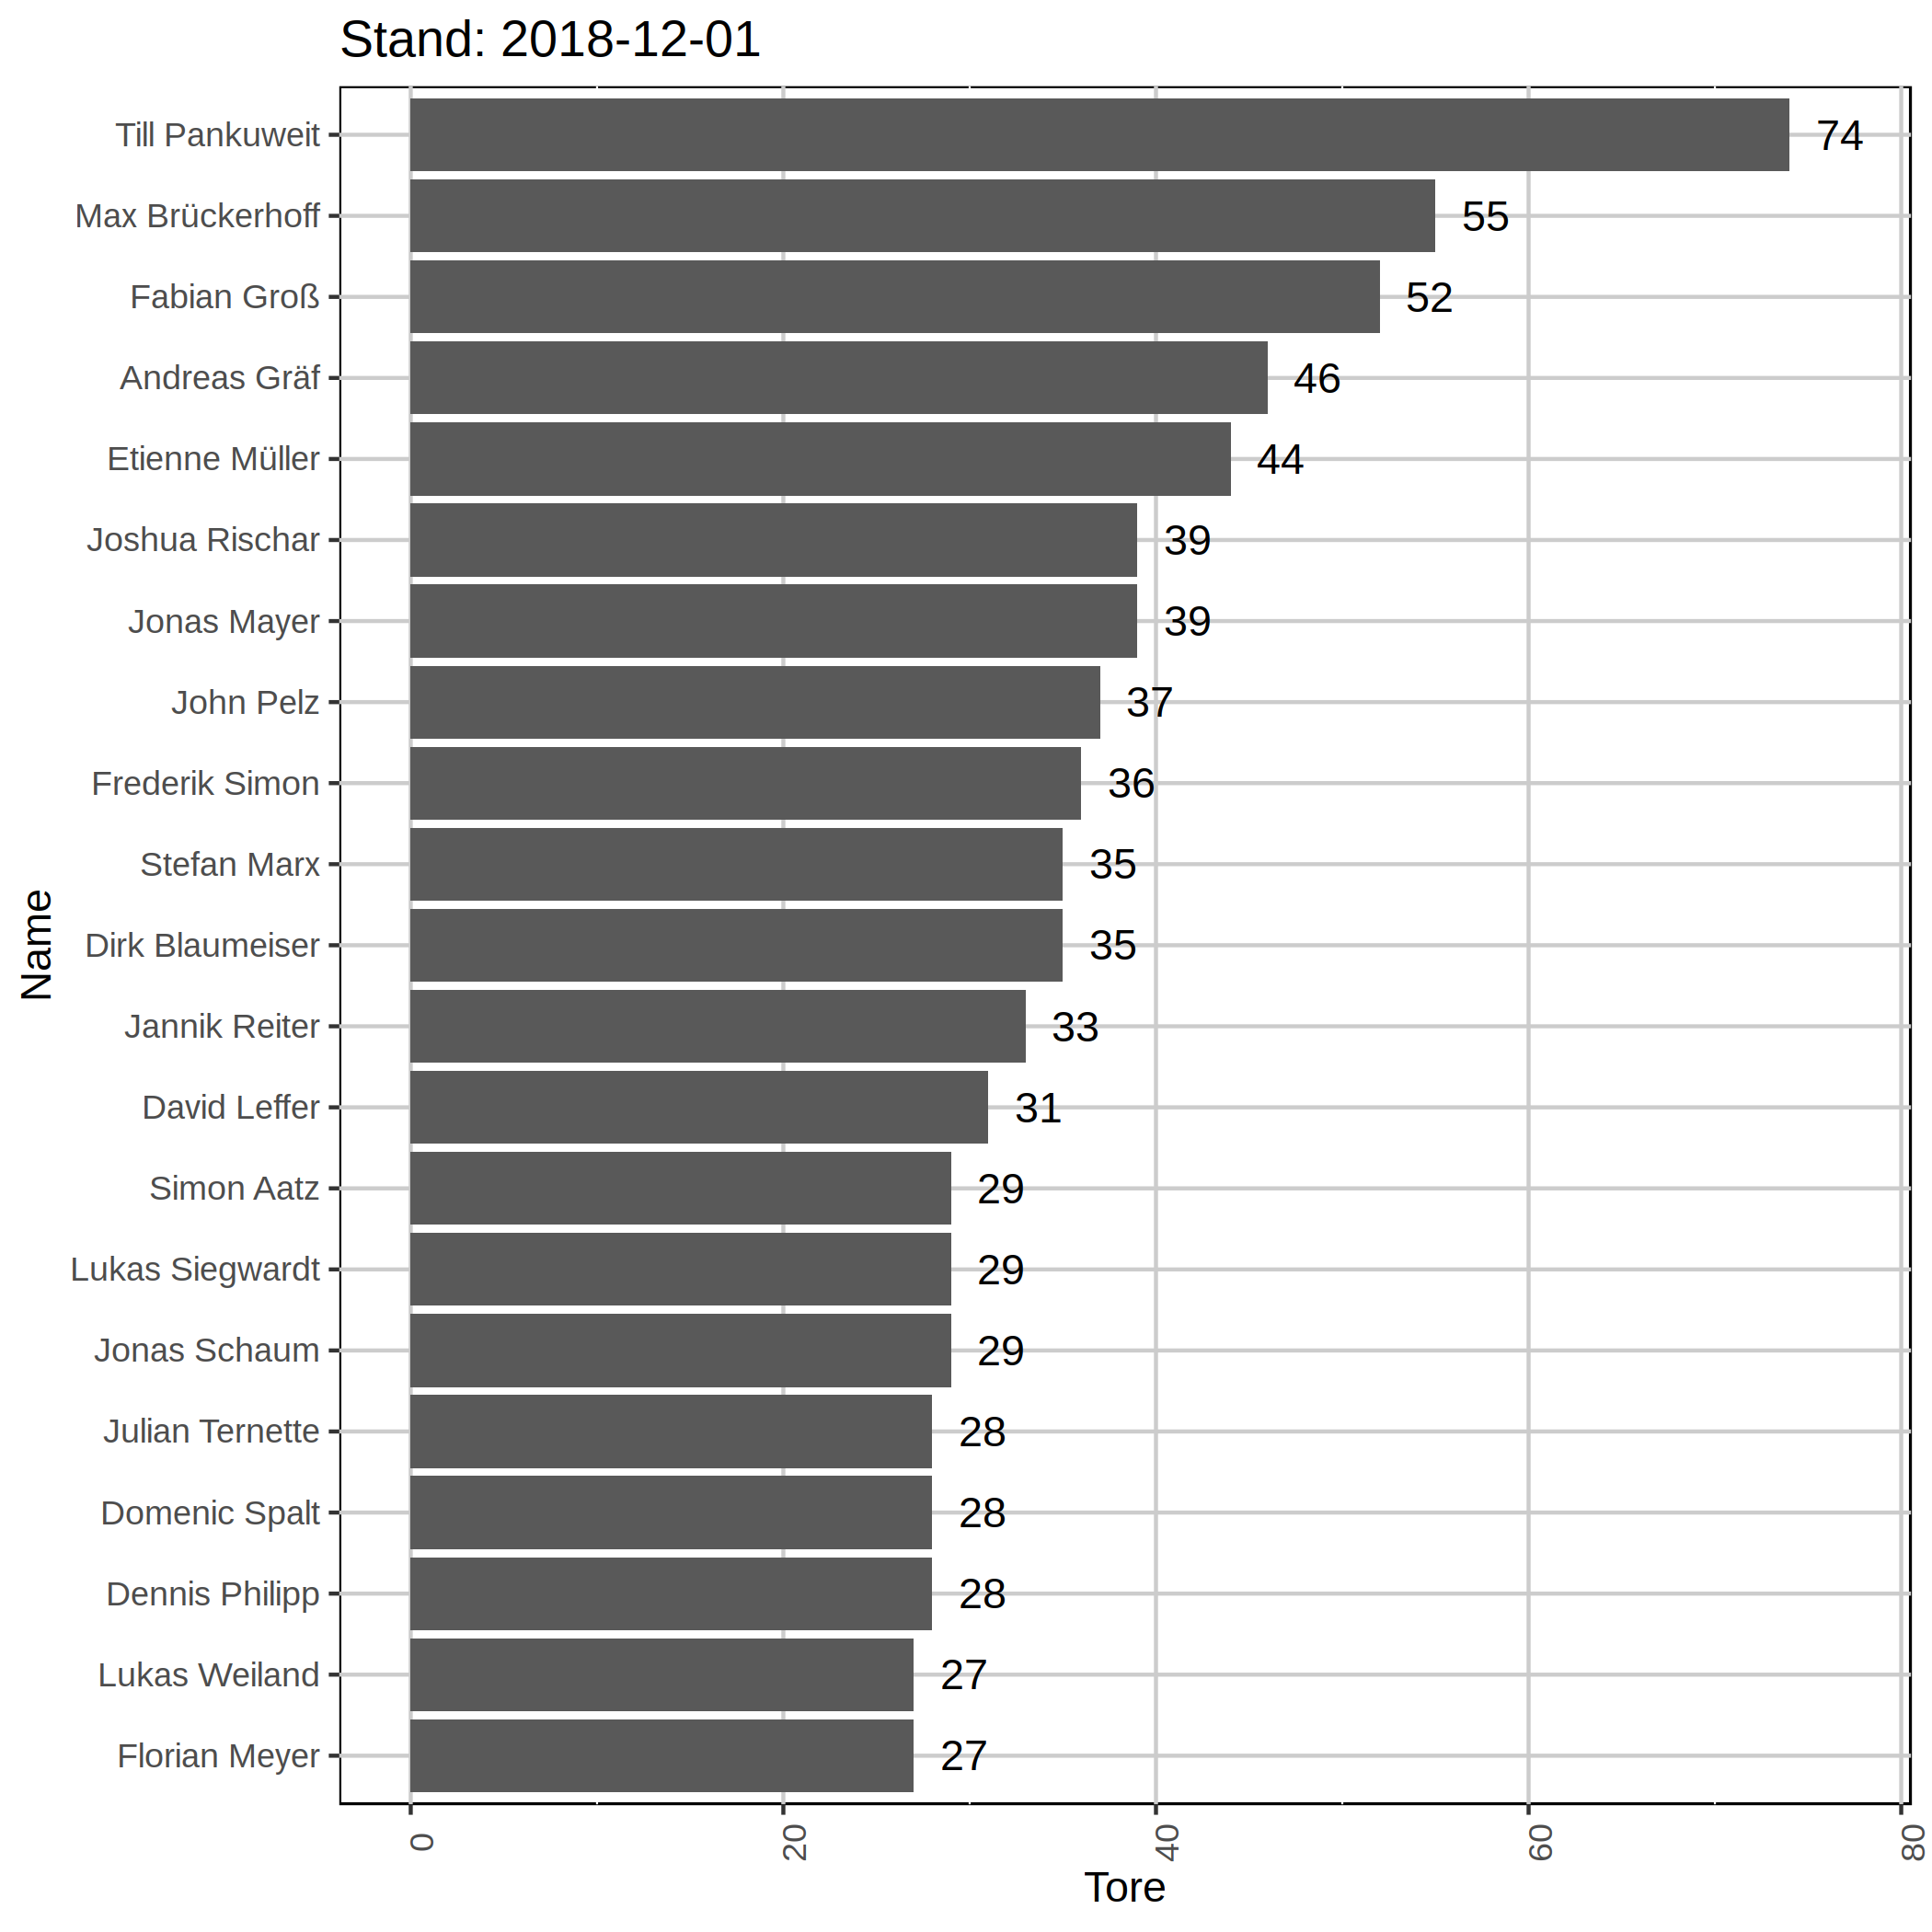 Stand: 2018-12-01
Till Pankuweit 74
Max Brückerhoff 55
Fabian Groß 52
Andreas Gräf 46
Etienne Müller 44
Joshua Rischar 39
Jonas Mayer 39
John Pelz 37
Frederik Simon 36
Stefan Marx 35
Dirk Blaumeiser 35
Jannik Reiter 33
David Leffer 31
Simon Aatz 29
Lukas Siegwardt 29
Jonas Schaum 29
Julian Ternette 28
Domenic Spalt 28
Dennis Philipp 28
Lukas Weiland 27
Florian Meyer 27
Name
0 20 40 60 80
Tore